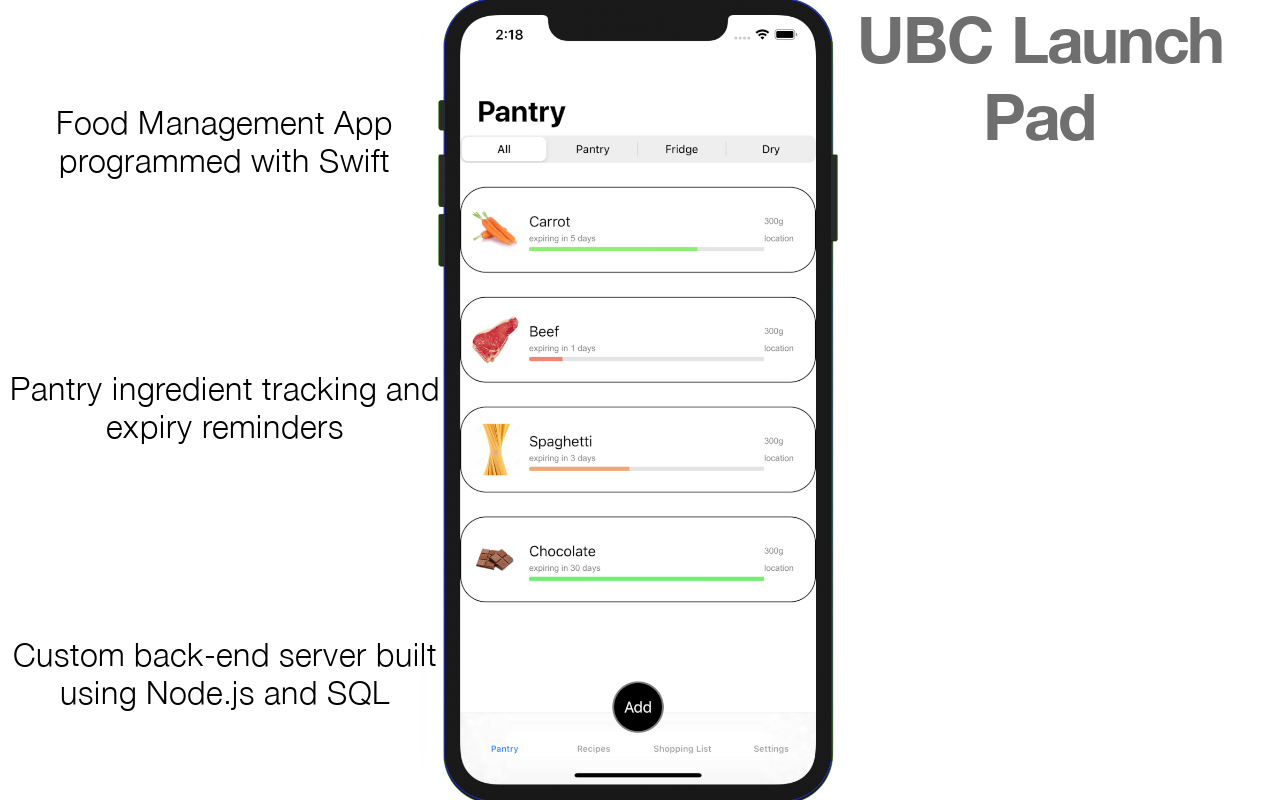 UBC Launch
Pad
Food Management App
programmed with Swift
Pantry ingredient tracking and
expiry reminders
Custom back-end server built
using Node.js and SQL
2:18
Pantry
All Pantry Fridge Dry
Carrot 300g
expiring in 5 days location
Beef 300g
expiring in 1 days location
Spaghetti 300g
expiring in 3 days location
Chocolate 300g
expiring in 30 days location
Add
Pantry Recipes Shopping List Settings